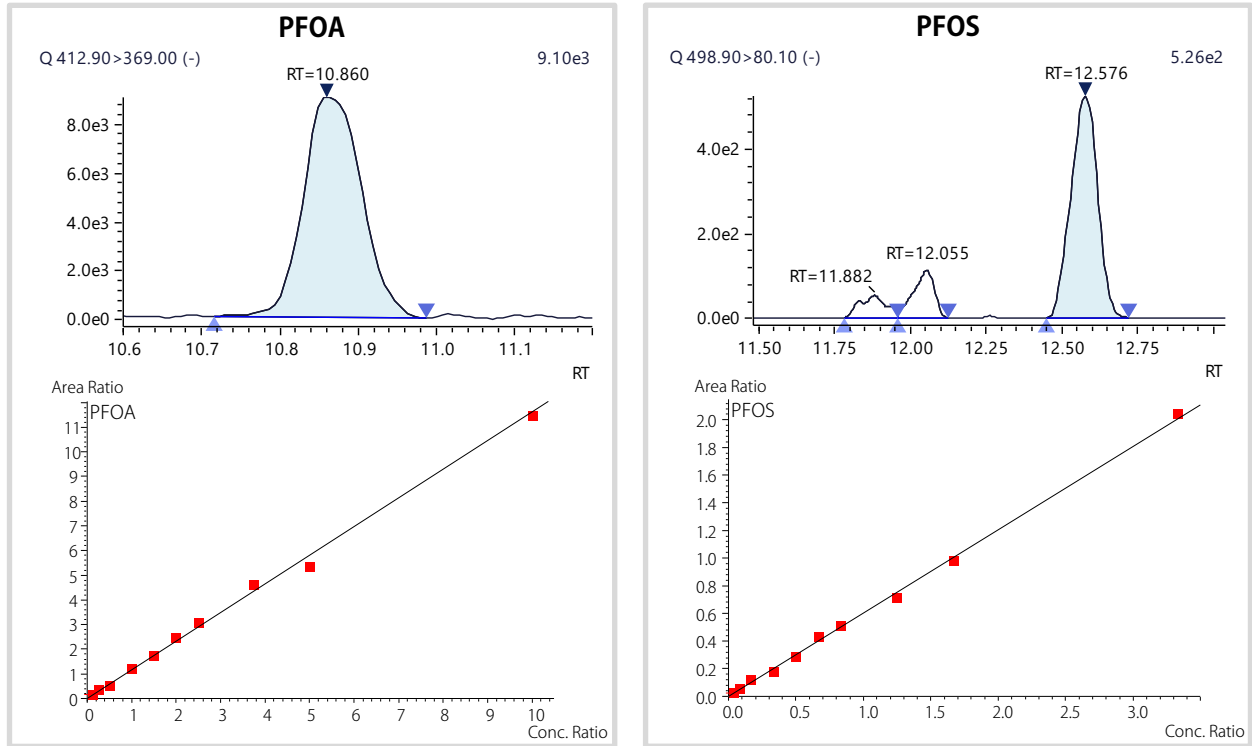 PFOA
Q 412.90>369.00 (-)
9.10e3
RT=10.860
8.0e3
6.0e3
4.0e3
2.0e3
0.0e0
10.6 10.7 10.8 10.9 11.0 11.1
RT
Area Ratio
PFOA
11
10
9
8
7
6
5
4
3
2
1
0
0 1 2 3 4 5 6 7 8 9 10
Conc. Ratio
PFOS
Q 498.90>80.10 (-)
5.26e2
RT=12.576
4.0e2
2.0e2
0.0e0
RT=11.882
RT=12.055
11.50 11.75 12.00 12.25 12.50 12.75
RT
Area Ratio
PFOS
2.0
1.8
1.6
1.4
1.2
1.0
0.8
0.6
0.4
0.2
0.0
0.0 0.5 1.0 1.5 2.0 2.5 3.0
Conc. Ratio